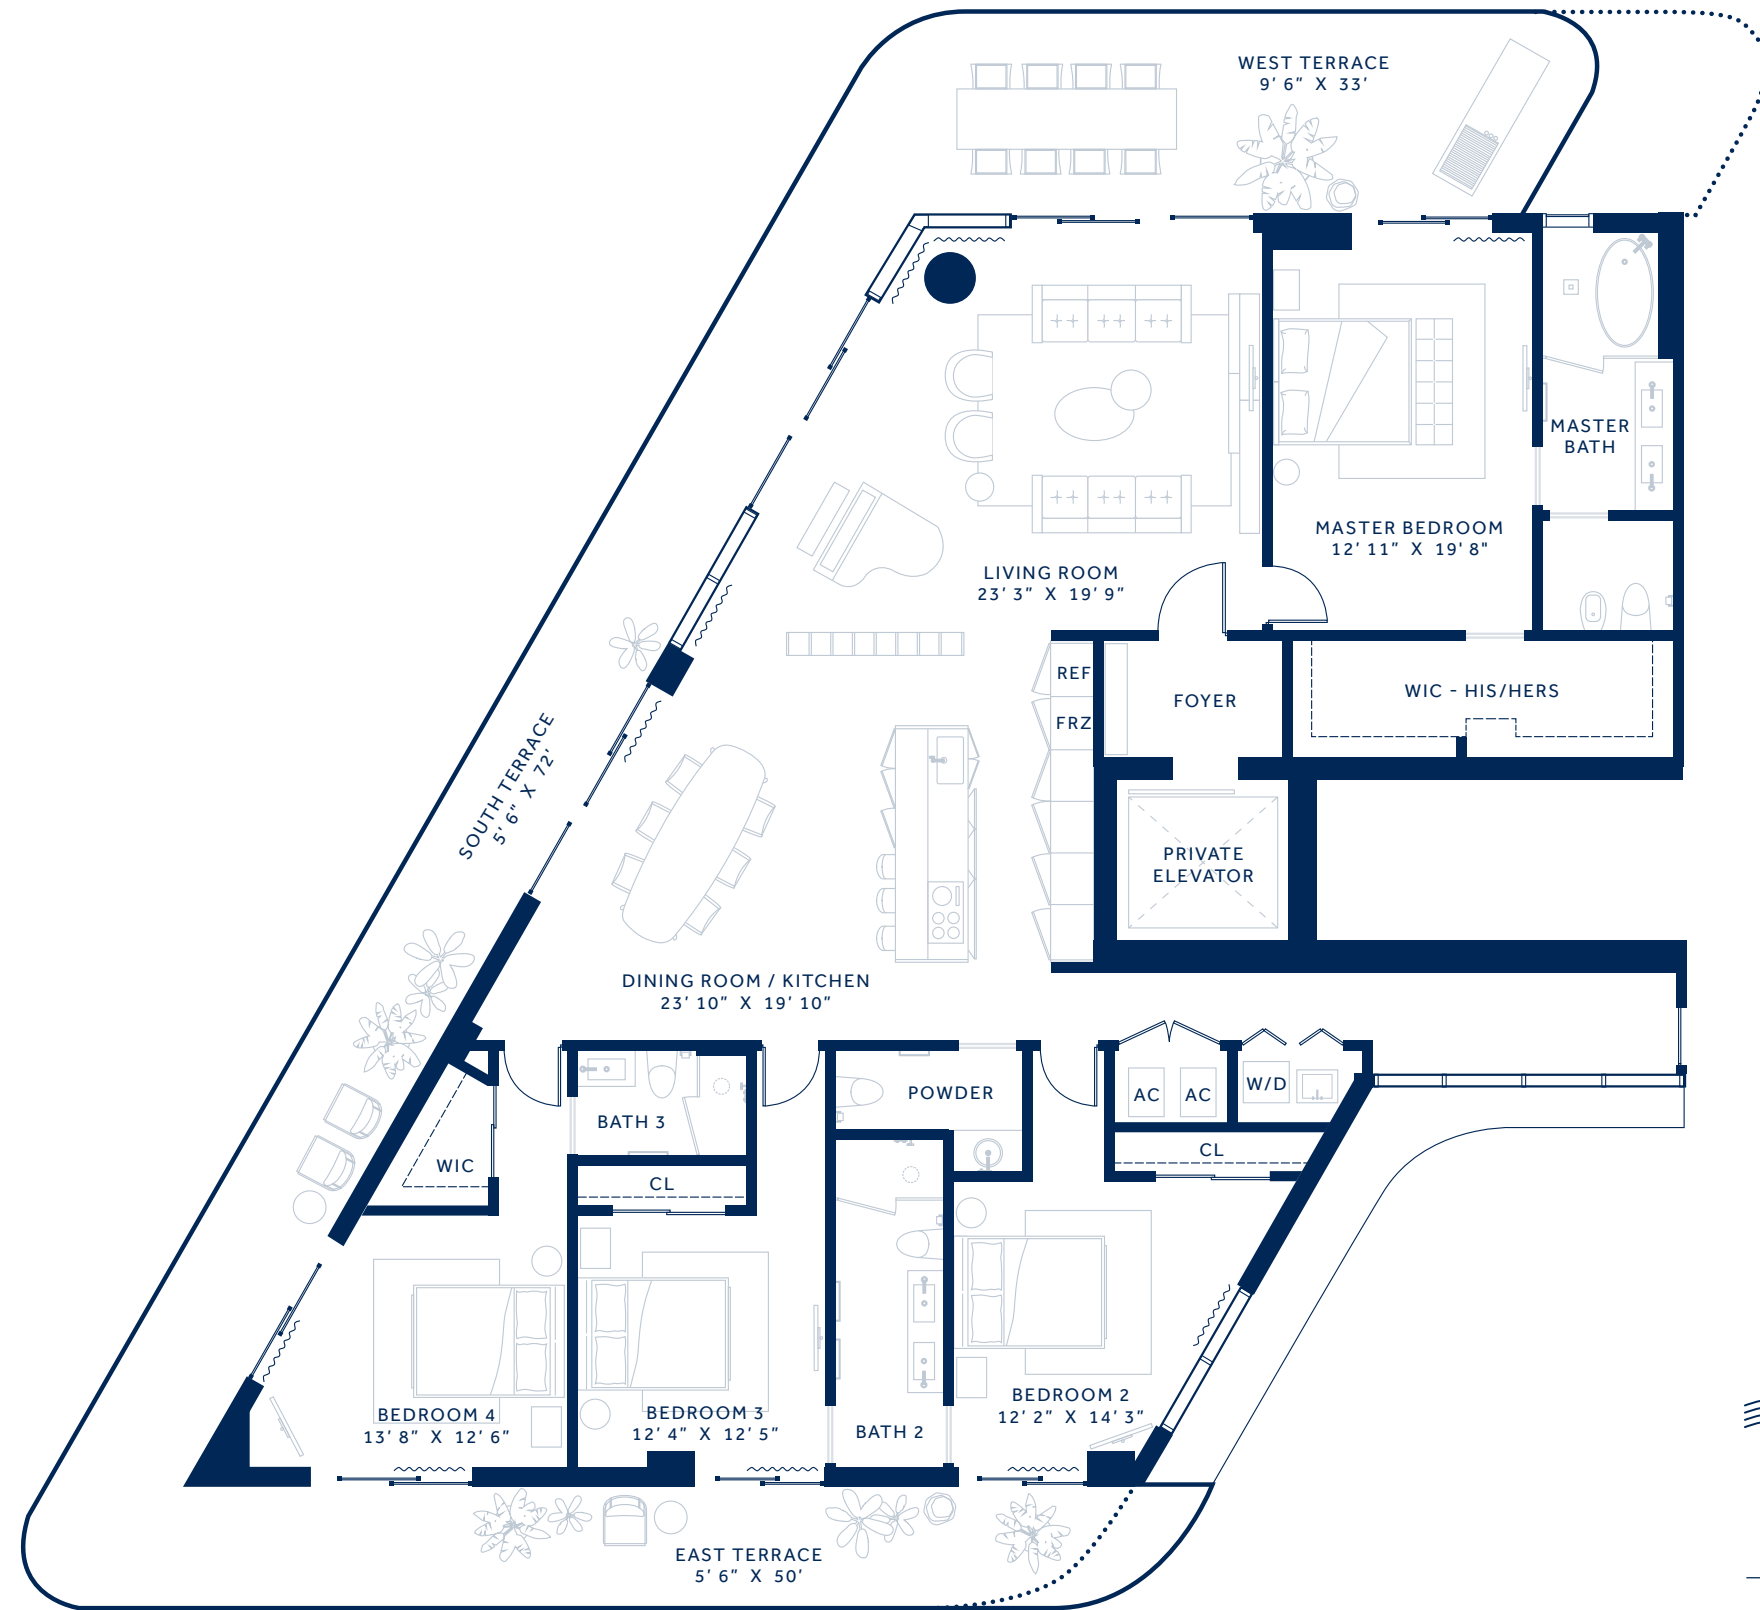 WEST TERRACE
9' 6" X 33'
MASTER
BATH
MASTER BEDROOM
12' 11" X 19' 8"
LIVING ROOM
23' 3" X 19' 9"
REF
FRZ
FOYER
WIC - HIS/HERS
SOUTH TERRACE
5' 6" X 72'
PRIVATE
ELEVATOR
DINING ROOM / KITCHEN
23' 10" X 19' 10"
POWDER
AC
AC
W/D
BATH 3
WIC
CL
CL
BEDROOM 4
13' 8" X 12' 6"
BEDROOM 3
12' 4" X 12' 5"
BATH 2
BEDROOM 2
12' 2" X 14' 3"
EAST TERRACE
5' 6" X 50'